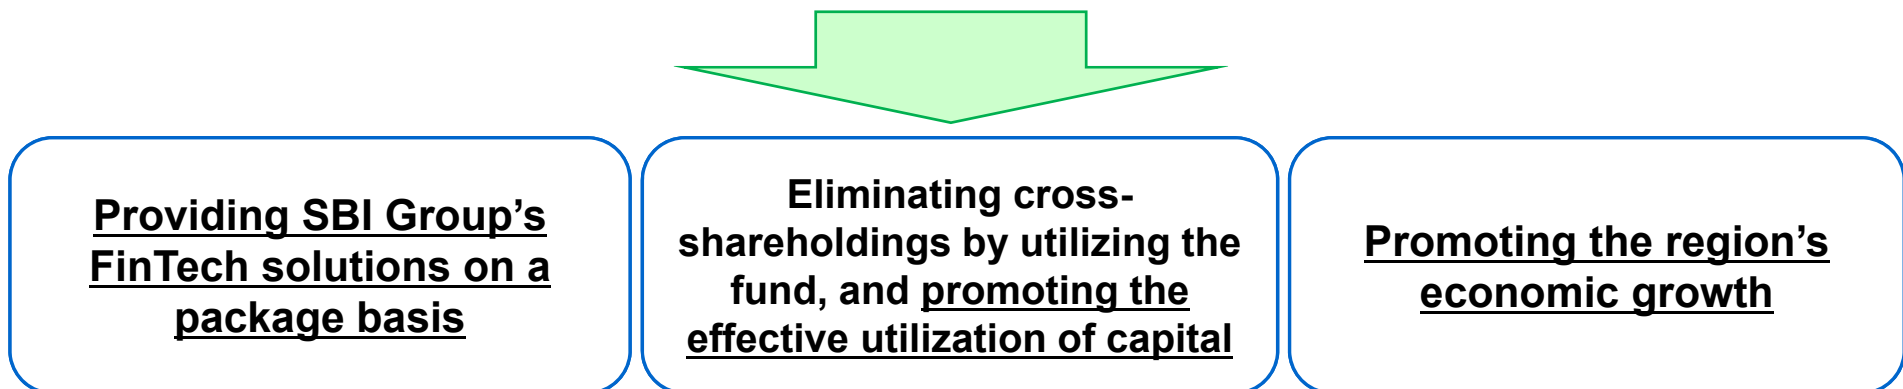 Providing SBI Group’s
FinTech solutions on a
package basis
Eliminating cross-
shareholdings by utilizing the
fund, and promoting the
effective utilization of capital
Promoting the region’s
economic growth